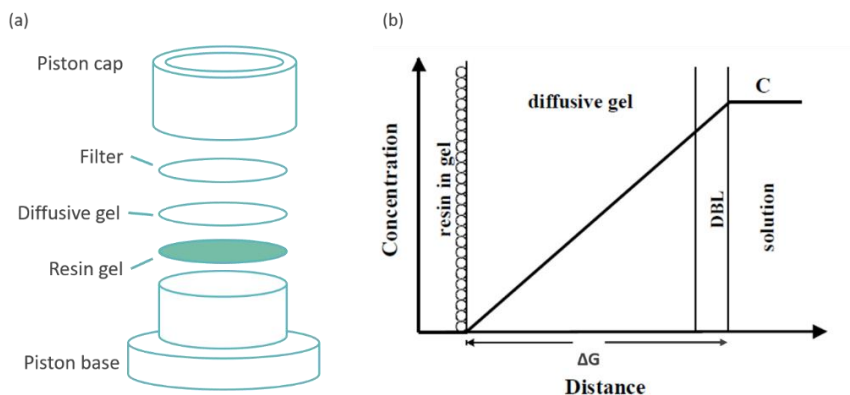 (a)
Piston cap
Filter
Diffusive gel
Resin gel
Piston base
(b)
Concentration
resin in gel
diffusive gel
DBL
C
solution
ΔG
Distance